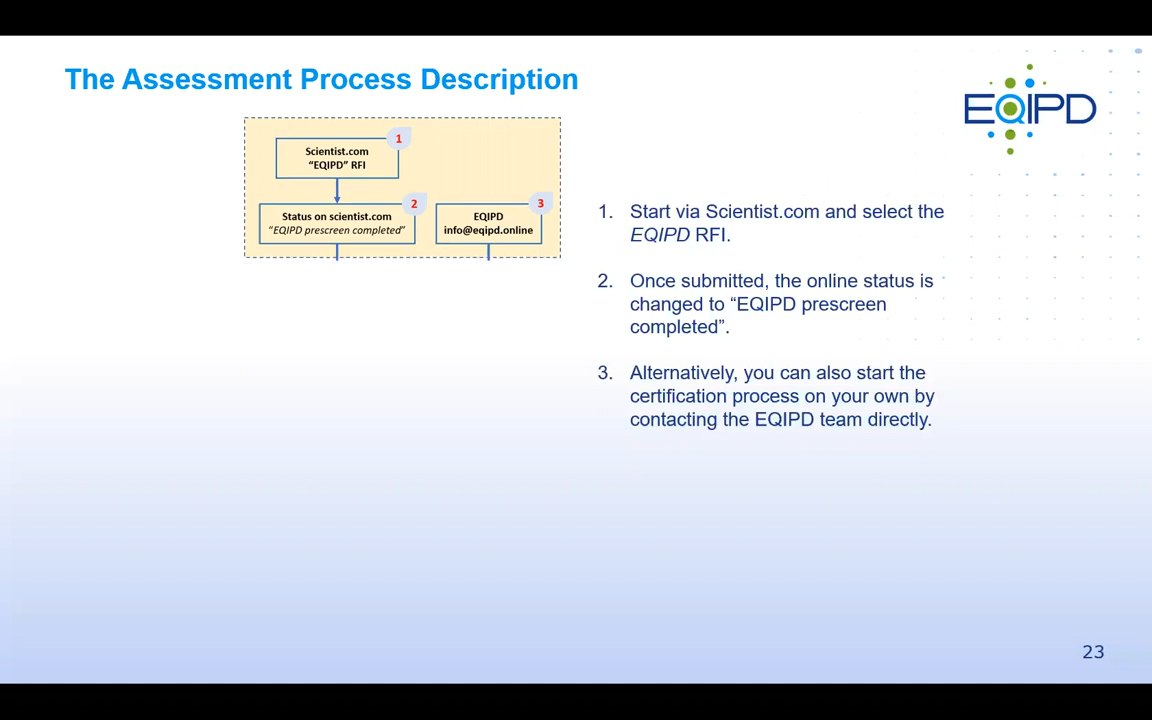 The Assessment Process Description
EQIPD
1
Scientist.com
“EQIPD” RFI
2
Status on scientist.com
“EQIPD prescreen completed”
3
EQIPD
info@eqipd.online
1. Start via Scientist.com and select the
EQIPD RFI.
2. Once submitted, the online status is
changed to “EQIPD prescreen
completed”.
3. Alternatively, you can also start the
certification process on your own by
contacting the EQIPD team directly.
23